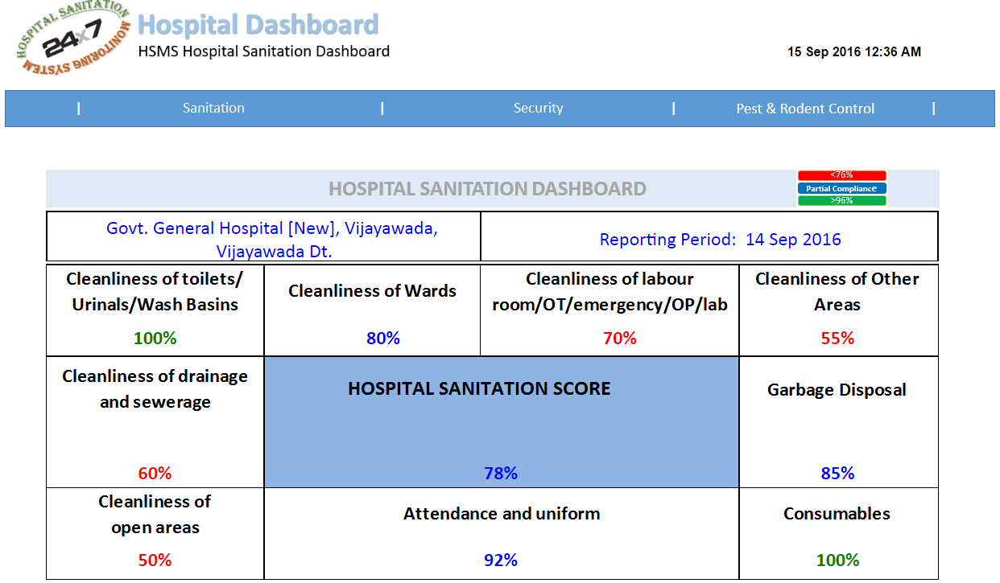 HOSPITAL SANITATION
MONITORING SYSTEM
24x7
Hospital Dashboard
HSMS Hospital Sanitation Dashboard
15 Sep 2016 12:36 AM
| Sanitation | Security | Pest & Rodent Control |
HOSPITAL SANITATION DASHBOARD
<76%
Partial Compliance
>96%
Govt. General Hospital [New], Vijayawada,
Vijayawada Dt.
Reporting Period: 14 Sep 2016
Cleanliness of toilets/
Urinals/Wash Basins
100%
Cleanliness of Wards
80%
Cleanliness of labour
room/OT/emergency/OP/lab
70%
Cleanliness of Other
Areas
55%
Cleanliness of drainage
and sewerage
60%
HOSPITAL SANITATION SCORE
78%
Garbage Disposal
85%
Cleanliness of
open areas
50%
Attendance and uniform
92%
Consumables
100%